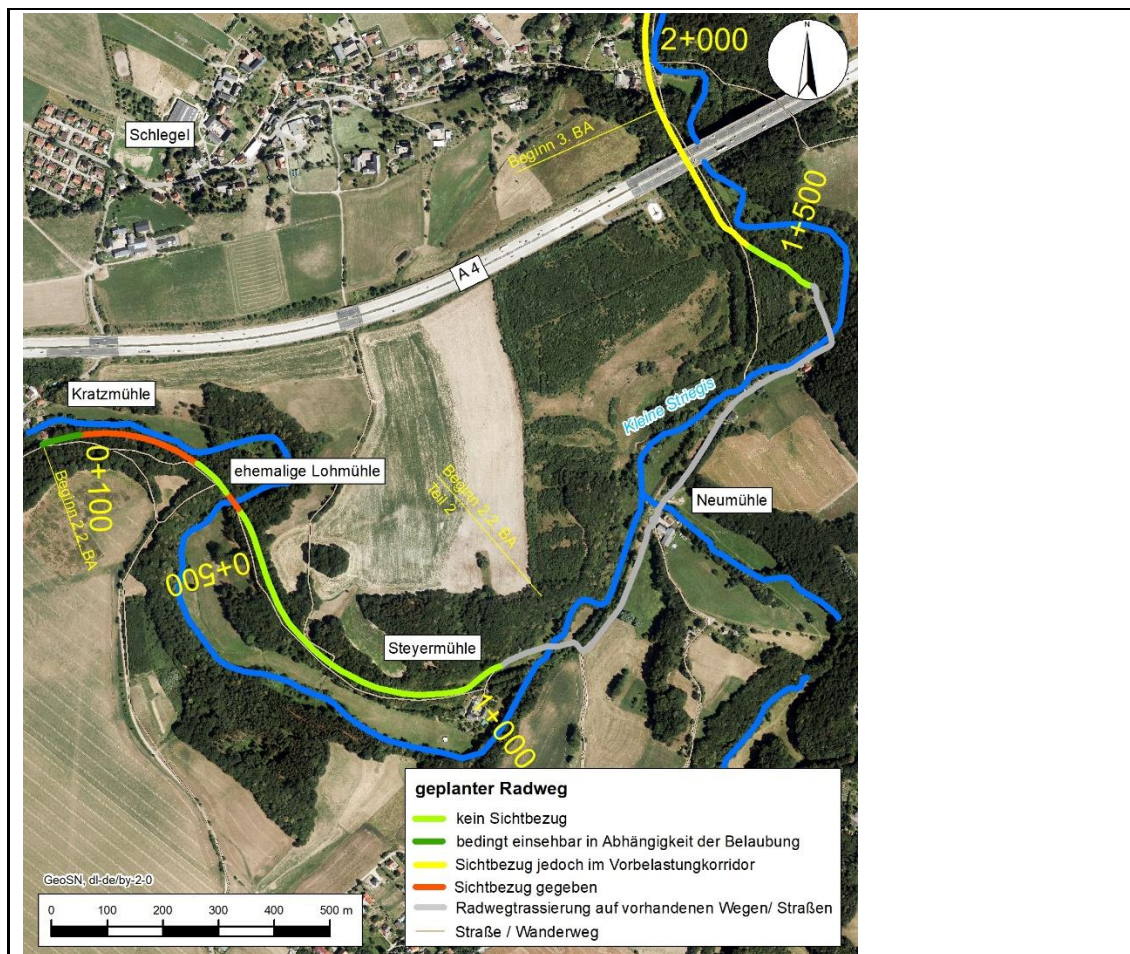 N
2+000
Schlegel
Beginn 3. BA
1+500
A 4
Kratzmühle
Kleine Striegis
ehemalige Lohmühle
0+100
Beginn 2.2. BA
Beginn 2.2. BA
Teil 2
Neumühle
0+500
Steyermühle
1+000
geplanter Radweg
kein Sichtbezug
bedingt einsehbar in Abhängigkeit der Belaubung
Sichtbezug jedoch im Vorbelastungkorridor
Sichtbezug gegeben
Radwegtrassierung auf vorhandenen Wegen/ Straßen
Straße / Wanderweg
GeoSN, dl-de/by-2-0
0 100 200 300 400 500 m